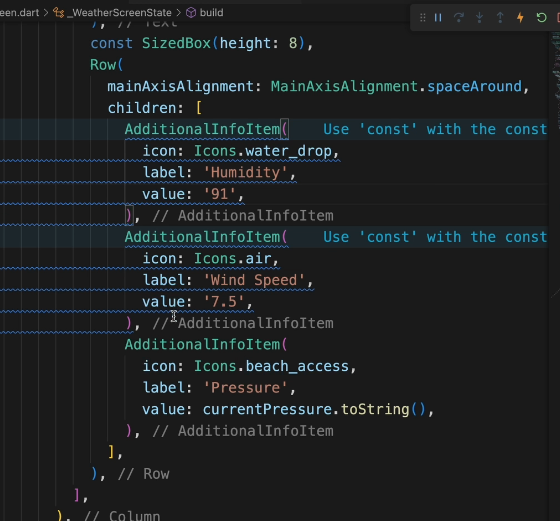 een.dart > _WeatherScreenState > build
), // Text
const SizedBox(height: 8),
Row(
mainAxisAlignment: MainAxisAlignment.spaceAround,
children: [
AdditionalInfoItem( Use 'const' with the const
icon: Icons.water_drop,
label: 'Humidity',
value: '91',
), // AdditionalInfoItem
AdditionalInfoItem( Use 'const' with the const
icon: Icons.air,
label: 'Wind Speed',
value: '7.5',
), // AdditionalInfoItem
AdditionalInfoItem(
icon: Icons.beach_access,
label: 'Pressure',
value: currentPressure.toString(),
), // AdditionalInfoItem
],
), // Row
],
), // Column